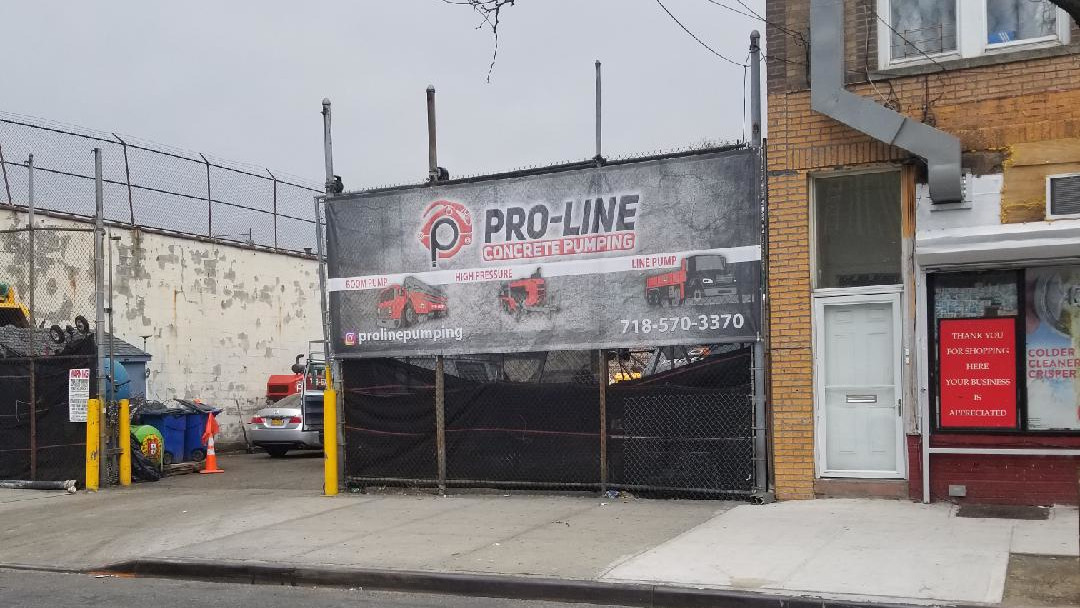 PRO-LINE
CONCRETE PUMPING
BOOM PUMP
HIGH PRESSURE
LINE PUMP
prolinepumping
718-570-3370
THANK YOU
FOR SHOPPING
HERE
YOUR BUSINESS
IS
APPRECIATED
COLDER
CLEANER
CRISPER